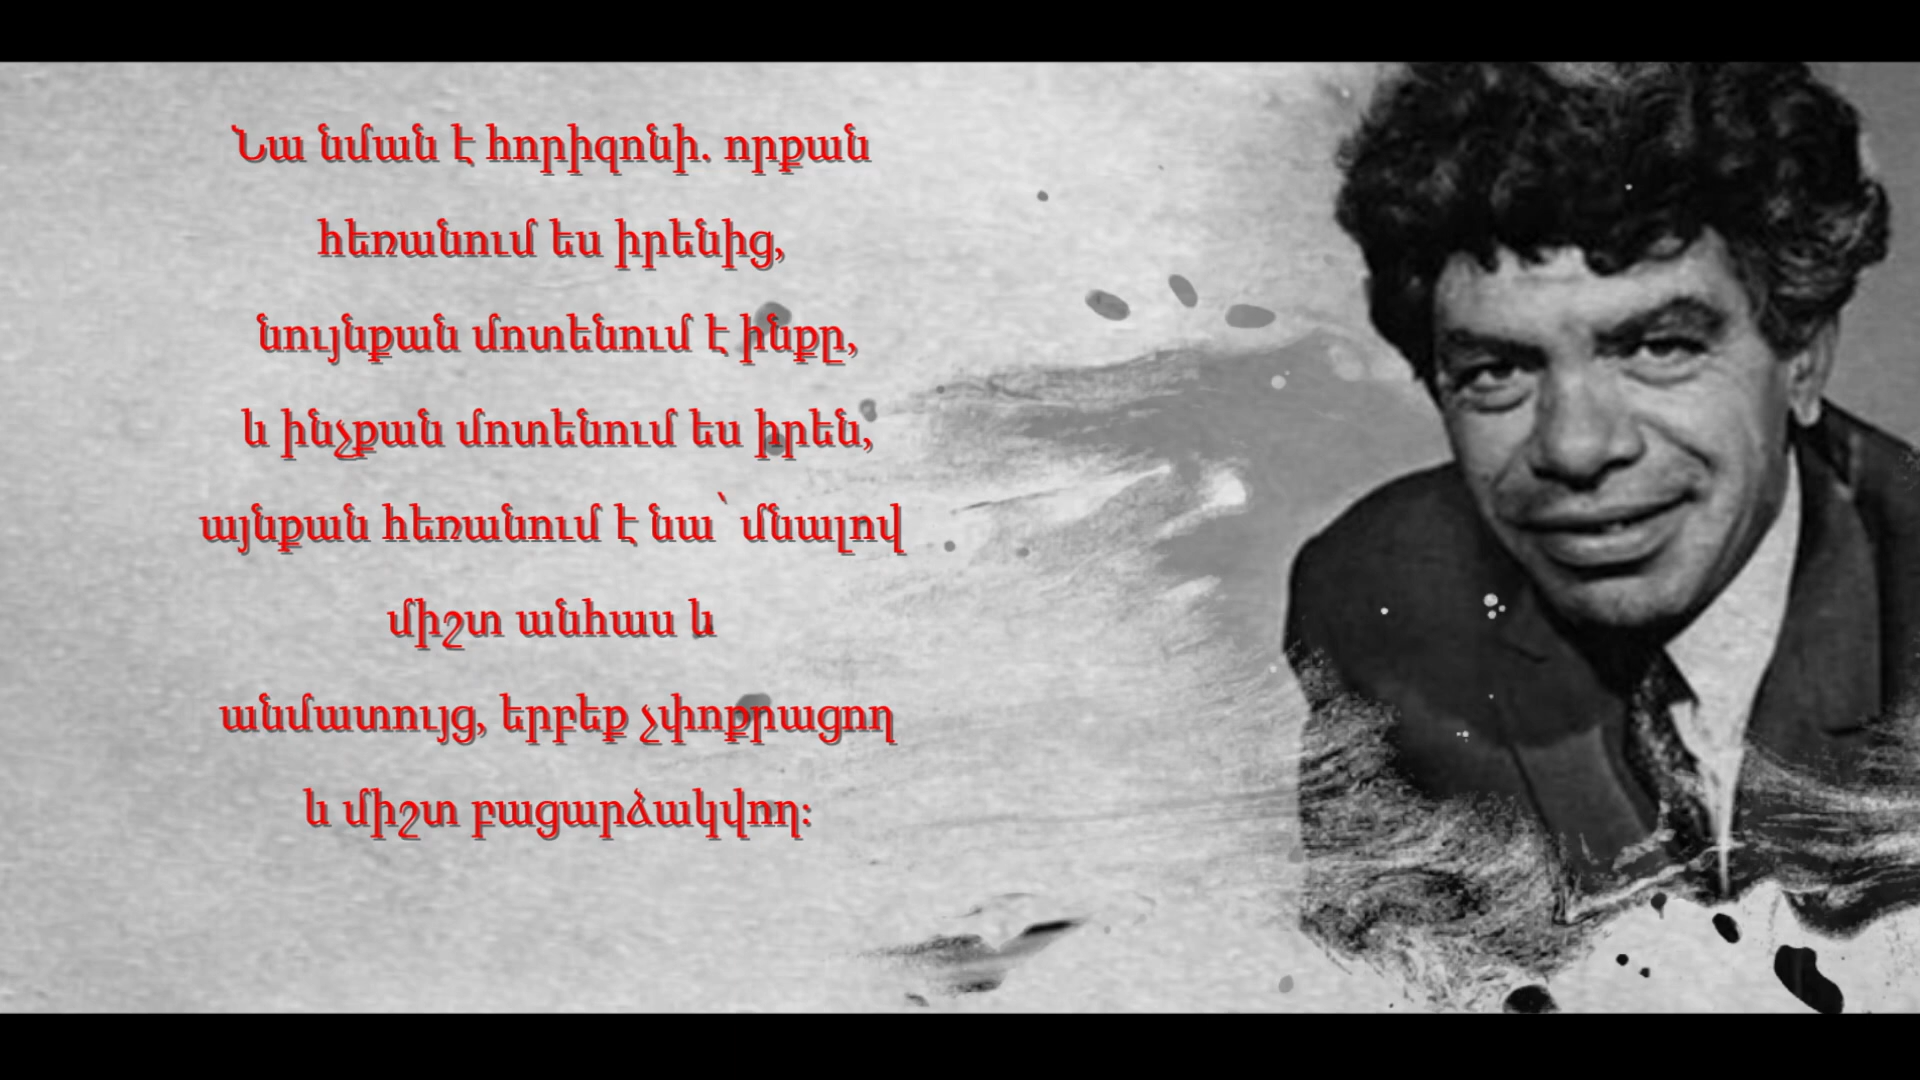 Նա նման է հորիզոնի. որքան
հեռանում ես իրենից,
նույնքան մոտենում է ինքը,
և ինչքան մոտենում ես իրեն,
այնքան հեռանում է նա՝ մնալով
միշտ անհաս և
անմատույց, երբեք չփոքրացող
և միշտ բացարձակվող: